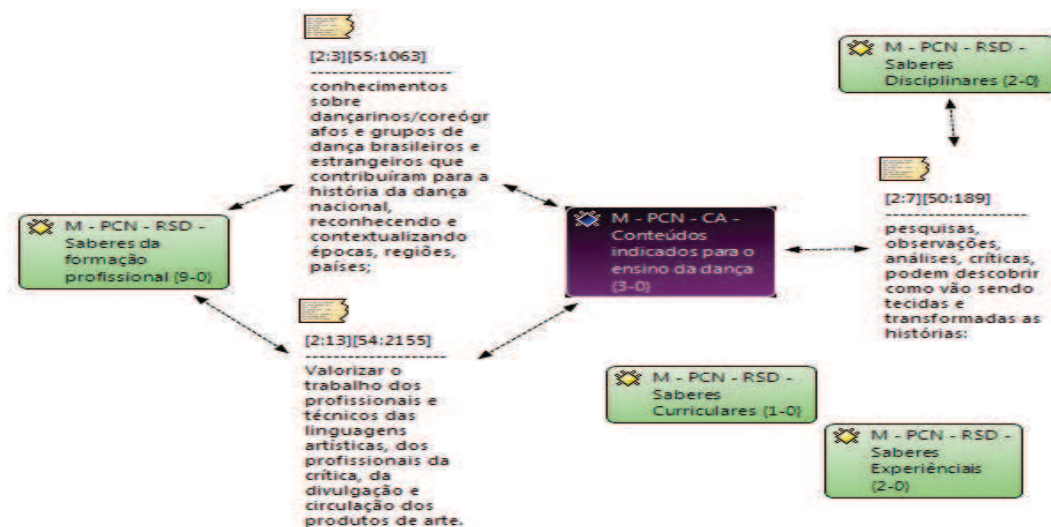 [2:3][55:1063]
--------------------
conhecimentos
sobre
dançarinos/coreógr
afos e grupos de
dança brasileiros e
estrangeiros que
contribuíram para a
história da dança
nacional,
reconhecendo e
contextualizando
épocas, regiões,
países;
M - PCN - RSD -
Saberes da
formação
profissional {9-0}
[2:13][54:2155]
--------------------
Valorizar o
trabalho dos
profissionais e
técnicos das
linguagens
artísticas, dos
profissionais da
crítica, da
divulgação e
circulação dos
produtos de arte.
M - PCN - CA -
Conteúdos
indicados para o
ensino da dança
{3-0}
M - PCN - RSD -
Saberes
Disciplinares {2-0}
[2:7][50:189]
--------------------
pesquisas,
observações,
análises, críticas,
podem descobrir
como vão sendo
tecidas e
transformadas as
histórias:
M - PCN - RSD -
Saberes
Curriculares {1-0}
M - PCN - RSD -
Saberes
Experiênciais
{2-0}